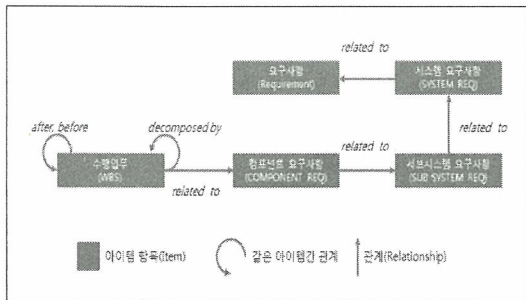 related to
요구사항
(Requirement)
시스템 요구사항
(SYSTEM REQ)
after, before
decomposed by
related to
수행업무
(WBS)
related to
컴포넌트 요구사항
(COMPONENT REQ)
related to
서브시스템 요구사항
(SUB SYSTEM REQ)
아이템 항목(Item)
같은 아이템간 관계
관계(Relationship)